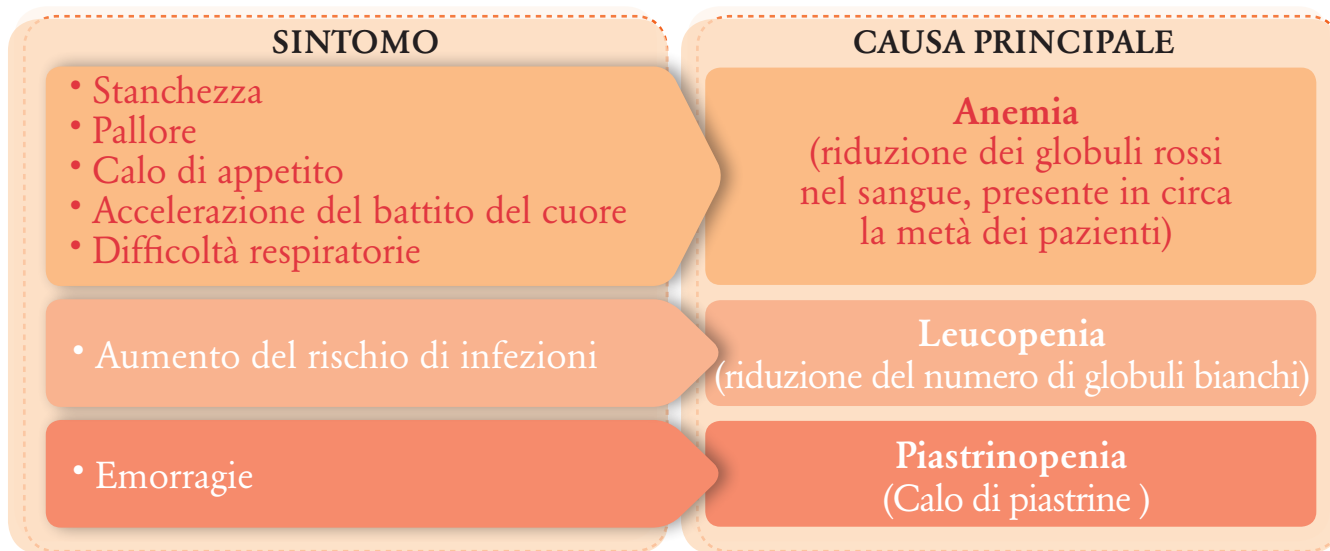 SINTOMO
CAUSA PRINCIPALE
• Stanchezza
• Pallore
• Calo di appetito
• Accelerazione del battito del cuore
• Difficoltà respiratorie
Anemia
(riduzione dei globuli rossi
nel sangue, presente in circa
la metà dei pazienti)
• Aumento del rischio di infezioni
Leucopenia
(riduzione del numero di globuli bianchi)
• Emorragie
Piastrinopenia
(Calo di piastrine )